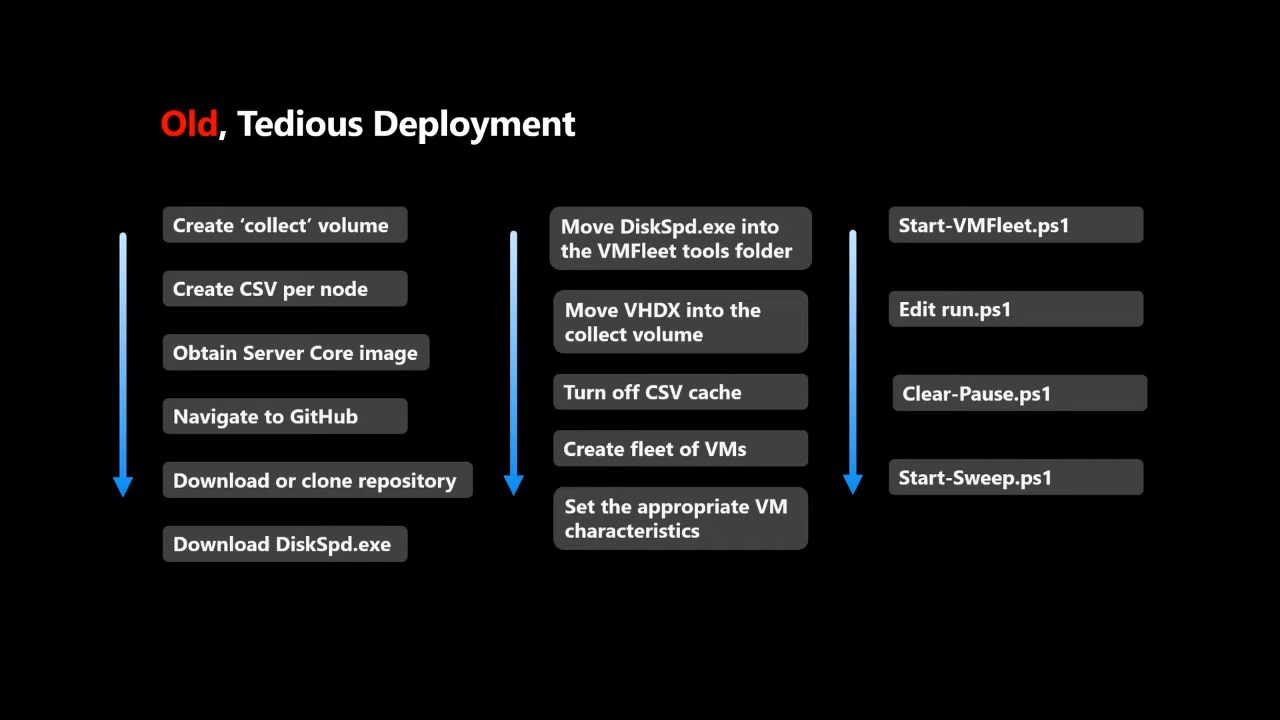 Old, Tedious Deployment
Create ‘collect’ volume
Create CSV per node
Obtain Server Core image
Navigate to GitHub
Download or clone repository
Download DiskSpd.exe
Move DiskSpd.exe into
the VMFleet tools folder
Move VHDX into the
collect volume
Turn off CSV cache
Create fleet of VMs
Set the appropriate VM
characteristics
Start-VMFleet.ps1
Edit run.ps1
Clear-Pause.ps1
Start-Sweep.ps1